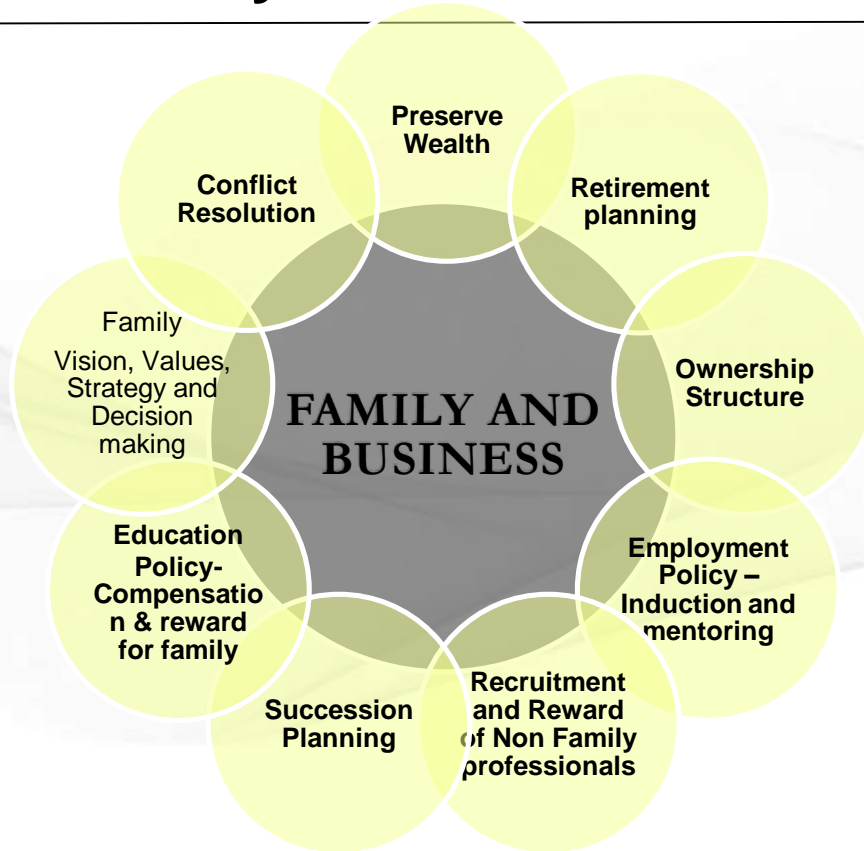 FAMILY AND
BUSINESS
Preserve
Wealth
Retirement
planning
Ownership
Structure
Employment
Policy –
Induction and
mentoring
Recruitment
and Reward
of Non Family
professionals
Succession
Planning
Education
Policy-
Compensatio
n & reward
for family
Family
Vision, Values,
Strategy and
Decision
making
Conflict
Resolution